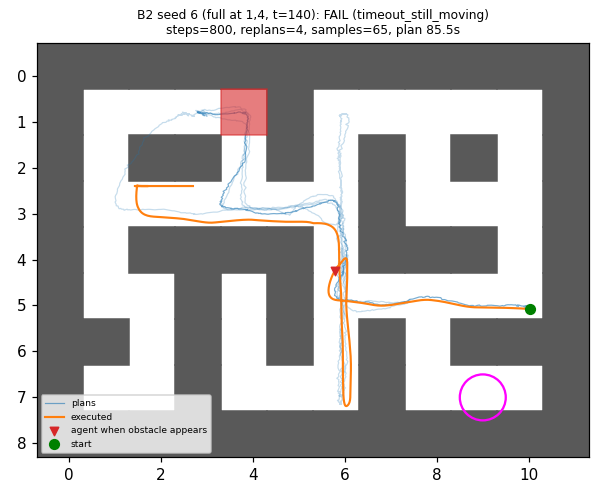 B2 seed 6 (full at 1,4, t=140): FAIL (timeout_still_moving)
steps=800, replans=4, samples=65, plan 85.5s
0
1
2
3
4
5
6
7
8
plans
executed
agent when obstacle appears
start
0
2
4
6
8
10